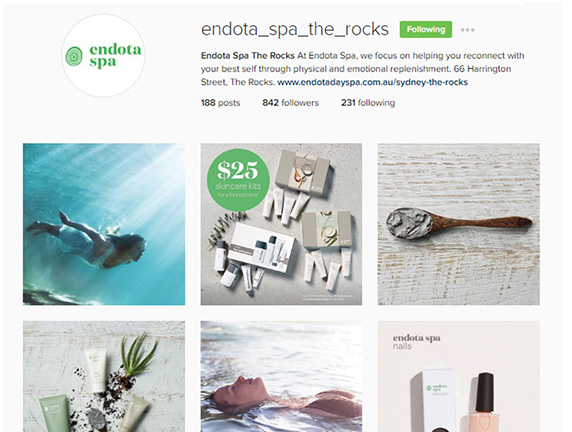 endota
spa
endota_spa_the_rocks
Following
Endota Spa The Rocks At Endota Spa, we focus on helping you reconnect with
your best self through physical and emotional replenishment. 66 Harrington
Street, The Rocks. www.endotadayspa.com.au/sydney-the-rocks
188 posts 842 followers 231 following
$25
skincare kits
for a limited time*
endota spa
nails